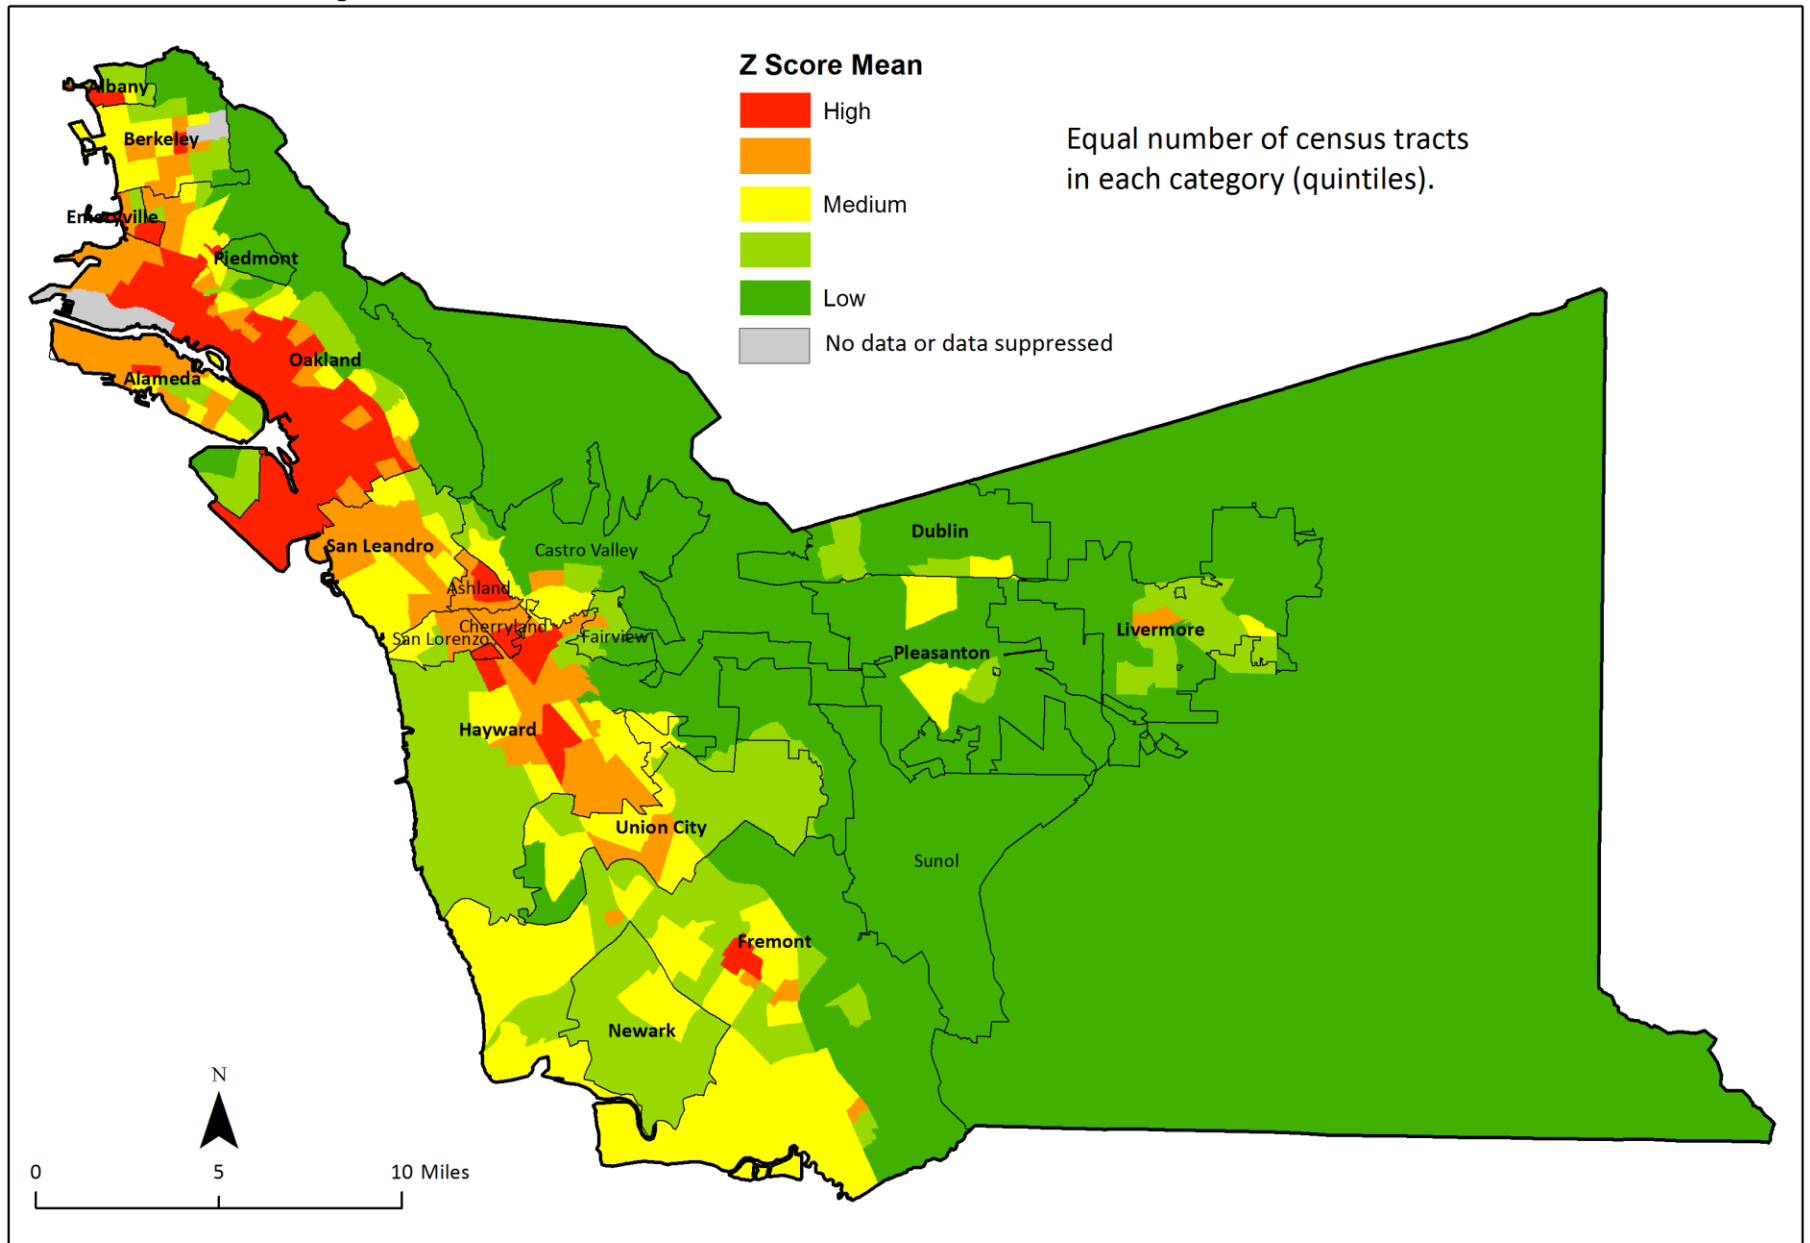 Z Score Mean
High
Medium
Low
No data or data suppressed
Equal number of census tracts
in each category (quintiles).
Albany
Berkeley
Emeryville
Piedmont
Oakland
Alameda
San Leandro
Castro Valley
Ashland
Cherryland
San Lorenzo
Fairview
Dublin
Livermore
Pleasanton
Hayward
Union City
Sunol
Fremont
Newark
N
0 5 10 Miles